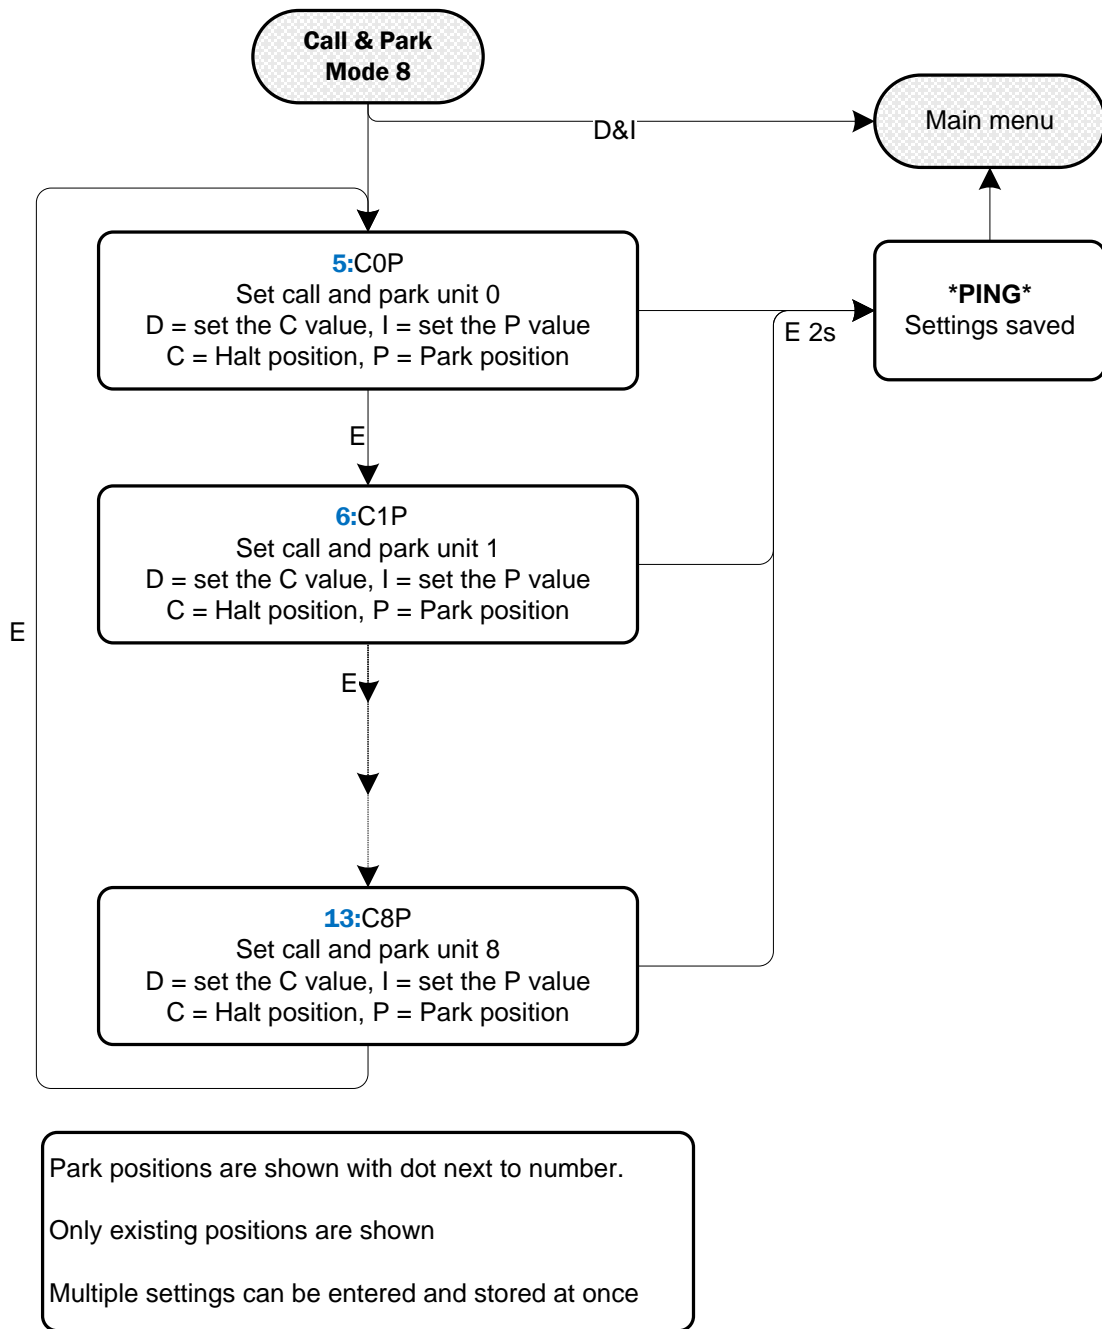 Call & Park
Mode 8
Main menu
D&I
5:C0P
Set call and park unit 0
D = set the C value, I = set the P value
C = Halt position, P = Park position
*PING*
Settings saved
E 2s
E
6:C1P
Set call and park unit 1
D = set the C value, I = set the P value
C = Halt position, P = Park position
E
E
13:C8P
Set call and park unit 8
D = set the C value, I = set the P value
C = Halt position, P = Park position
Park positions are shown with dot next to number.
Only existing positions are shown
Multiple settings can be entered and stored at once